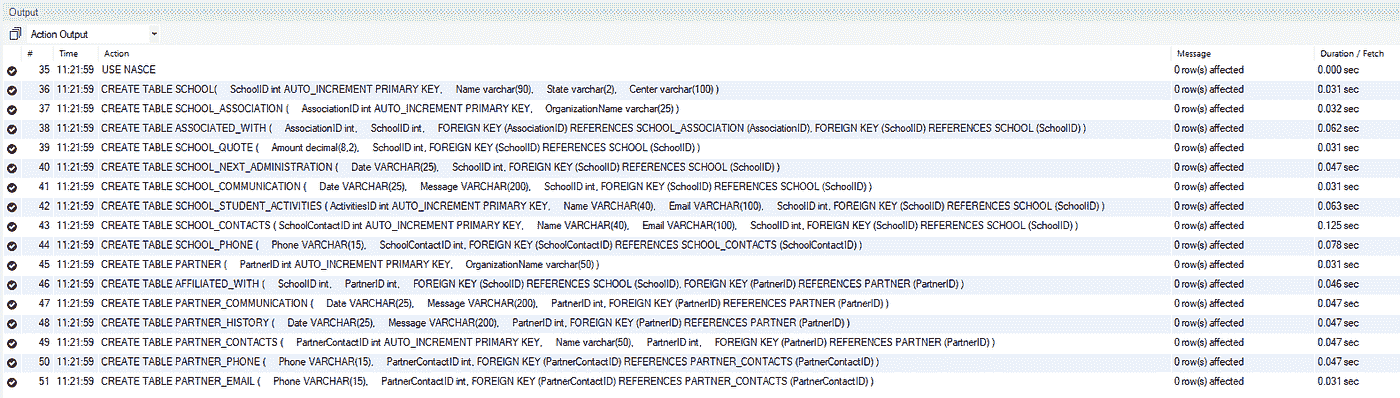 Output
Action Output
# Time Action Message Duration / Fetch
35 11:21:59 USE NASCE 0 row(s) affected 0.000 sec
36 11:21:59 CREATE TABLE SCHOOL( SchoolID int AUTO_INCREMENT PRIMARY KEY, Name varchar(90), State varchar(2), Center varchar(100) ) 0 row(s) affected 0.031 sec
37 11:21:59 CREATE TABLE SCHOOL_ASSOCIATION ( AssociationID int AUTO_INCREMENT PRIMARY KEY, OrganizationName varchar(25) ) 0 row(s) affected 0.032 sec
38 11:21:59 CREATE TABLE ASSOCIATED_WITH ( AssociationID int, SchoolID int, FOREIGN KEY (AssociationID) REFERENCES SCHOOL_ASSOCIATION (AssociationID), FOREIGN KEY (SchoolID) REFERENCES SCHOOL (SchoolID) ) 0 row(s) affected 0.062 sec
39 11:21:59 CREATE TABLE SCHOOL_QUOTE ( Amount decimal(8,2), SchoolID int, FOREIGN KEY (SchoolID) REFERENCES SCHOOL (SchoolID) ) 0 row(s) affected 0.031 sec
40 11:21:59 CREATE TABLE SCHOOL_NEXT_ADMINISTRATION ( Date VARCHAR(25), SchoolID int, FOREIGN KEY (SchoolID) REFERENCES SCHOOL (SchoolID) ) 0 row(s) affected 0.047 sec
41 11:21:59 CREATE TABLE SCHOOL_COMMUNICATION ( Date VARCHAR(25), Message VARCHAR(200), SchoolID int, FOREIGN KEY (SchoolID) REFERENCES SCHOOL (SchoolID) ) 0 row(s) affected 0.031 sec
42 11:21:59 CREATE TABLE SCHOOL_STUDENT_ACTIVITIES ( ActivitiesID int AUTO_INCREMENT PRIMARY KEY, Name VARCHAR(40), Email VARCHAR(100), SchoolID int, FOREIGN KEY (SchoolID) REFERENCES SCHOOL (SchoolID) ) 0 row(s) affected 0.063 sec
43 11:21:59 CREATE TABLE SCHOOL_CONTACTS ( SchoolContactID int AUTO_INCREMENT PRIMARY KEY, Name VARCHAR(40), Email VARCHAR(100), SchoolID int, FOREIGN KEY (SchoolID) REFERENCES SCHOOL (SchoolID) ) 0 row(s) affected 0.125 sec
44 11:21:59 CREATE TABLE SCHOOL_PHONE ( Phone VARCHAR(15), SchoolContactID int, FOREIGN KEY (SchoolContactID) REFERENCES SCHOOL_CONTACTS (SchoolContactID) ) 0 row(s) affected 0.078 sec
45 11:21:59 CREATE TABLE PARTNER ( PartnerID int AUTO_INCREMENT PRIMARY KEY, OrganizationName varchar(50) ) 0 row(s) affected 0.031 sec
46 11:21:59 CREATE TABLE AFFILIATED_WITH ( SchoolID int, PartnerID int, FOREIGN KEY (SchoolID) REFERENCES SCHOOL (SchoolID), FOREIGN KEY (PartnerID) REFERENCES PARTNER (PartnerID) ) 0 row(s) affected 0.046 sec
47 11:21:59 CREATE TABLE PARTNER_COMMUNICATION ( Date VARCHAR(25), Message VARCHAR(200), PartnerID int, FOREIGN KEY (PartnerID) REFERENCES PARTNER (PartnerID) ) 0 row(s) affected 0.047 sec
48 11:21:59 CREATE TABLE PARTNER_HISTORY ( Date VARCHAR(25), Message VARCHAR(200), PartnerID int, FOREIGN KEY (PartnerID) REFERENCES PARTNER (PartnerID) ) 0 row(s) affected 0.047 sec
49 11:21:59 CREATE TABLE PARTNER_CONTACTS ( PartnerContactID int AUTO_INCREMENT PRIMARY KEY, Name varchar(50), PartnerID int, FOREIGN KEY (PartnerID) REFERENCES PARTNER (PartnerID) ) 0 row(s) affected 0.047 sec
50 11:21:59 CREATE TABLE PARTNER_PHONE ( Phone VARCHAR(15), PartnerContactID int, FOREIGN KEY (PartnerContactID) REFERENCES PARTNER_CONTACTS (PartnerContactID) ) 0 row(s) affected 0.047 sec
51 11:21:59 CREATE TABLE PARTNER_EMAIL ( Phone VARCHAR(15), PartnerContactID int, FOREIGN KEY (PartnerContactID) REFERENCES PARTNER_CONTACTS (PartnerContactID) ) 0 row(s) affected 0.031 sec